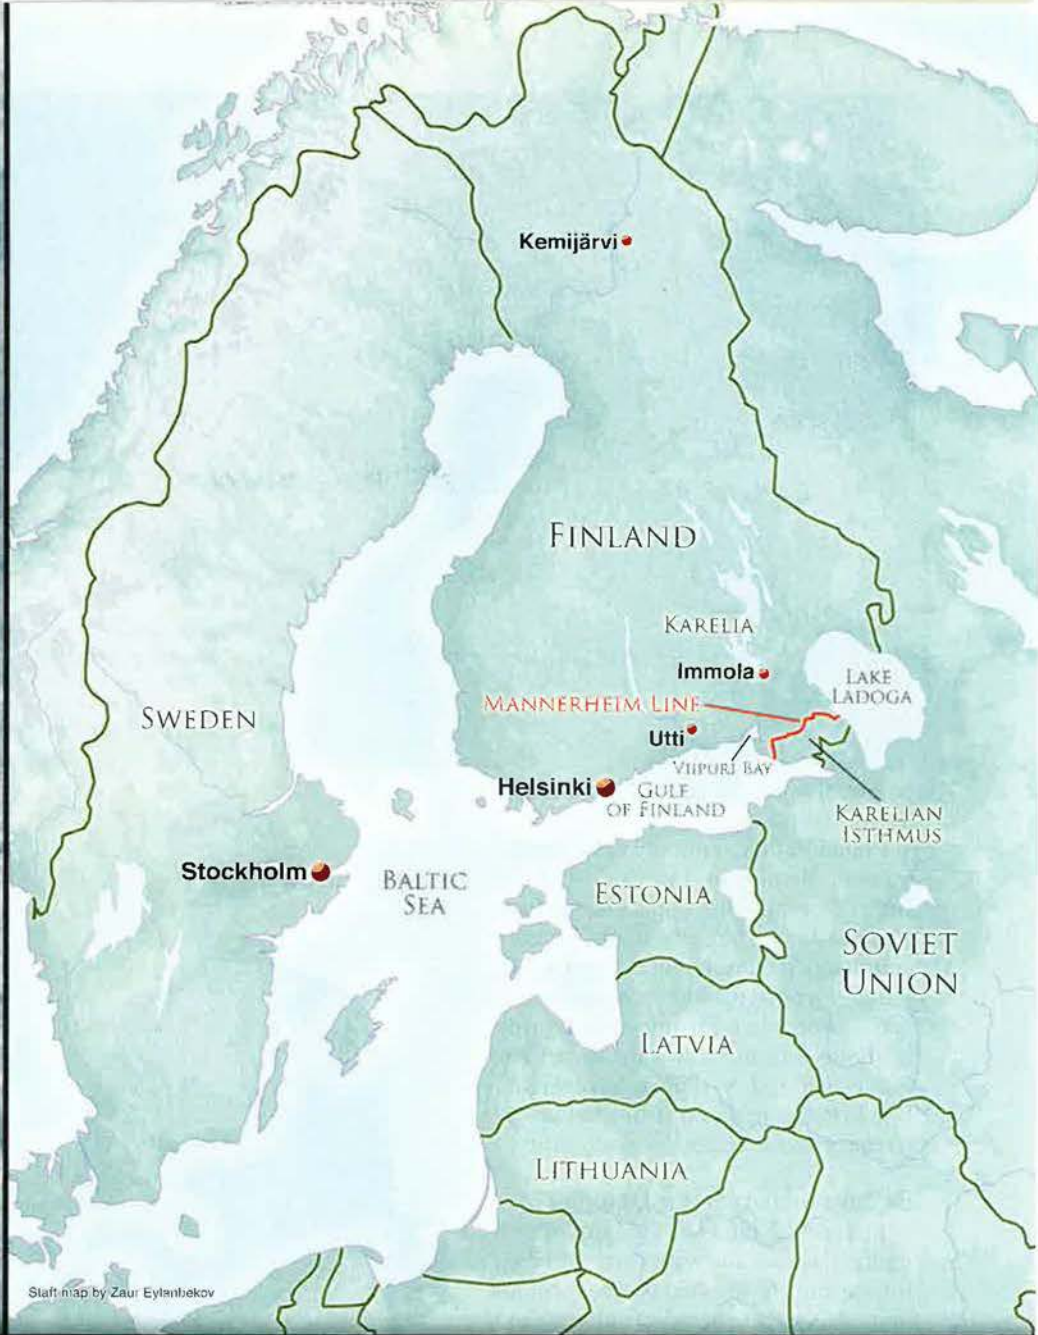 Kemijärvi
FINLAND
KARELIA
Immola
LAKE
LADOGA
MANNERHEIM LINE
SWEDEN
Utti
VIIPURI BAY
Helsinki
GULF
OF FINLAND
KARELIAN
ISTHMUS
Stockholm
BALTIC
SEA
ESTONIA
SOVIET
UNION
LATVIA
LITHUANIA
Staff map by Zaur Eylanbekov